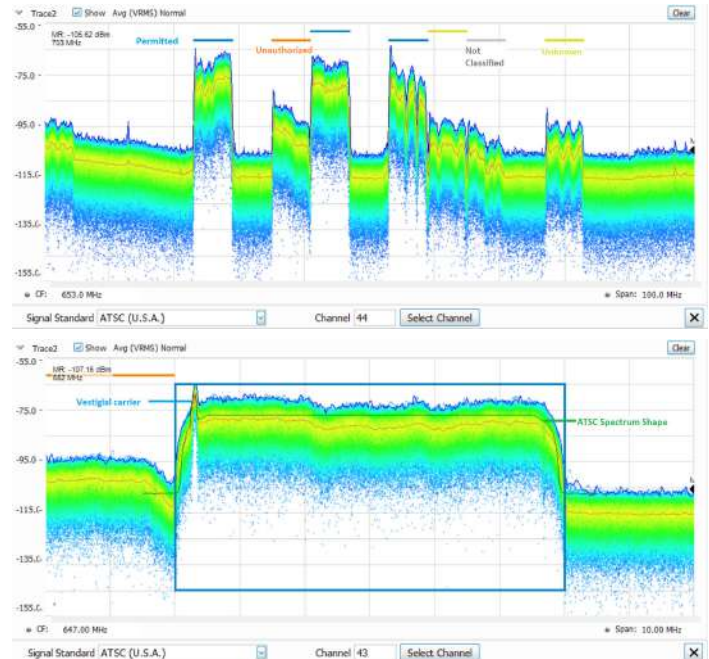 Trace2 Show Avg (VRMS) Normal Clear
-55.0
MR: -106.62 dBm
703 MHz
Permitted
Unauthorized
Not
Classified
Unknown
-75.0
-95.0
-115.0
-135.0
-155.0
CF: 653.0 MHz Span: 100.0 MHz
Signal Standard ATSC (U.S.A.) Channel 44 Select Channel X
Trace2 Show Avg (VRMS) Normal Clear
-55.0
MR: -107.16 dBm
652 MHz
-75.0
Vestigial carrier
ATSC Spectrum Shape
-95.0
-115.0
-135.0
-155.0
CF: 647.00 MHz Span: 10.00 MHz
Signal Standard ATSC (U.S.A.) Channel 43 Select Channel X